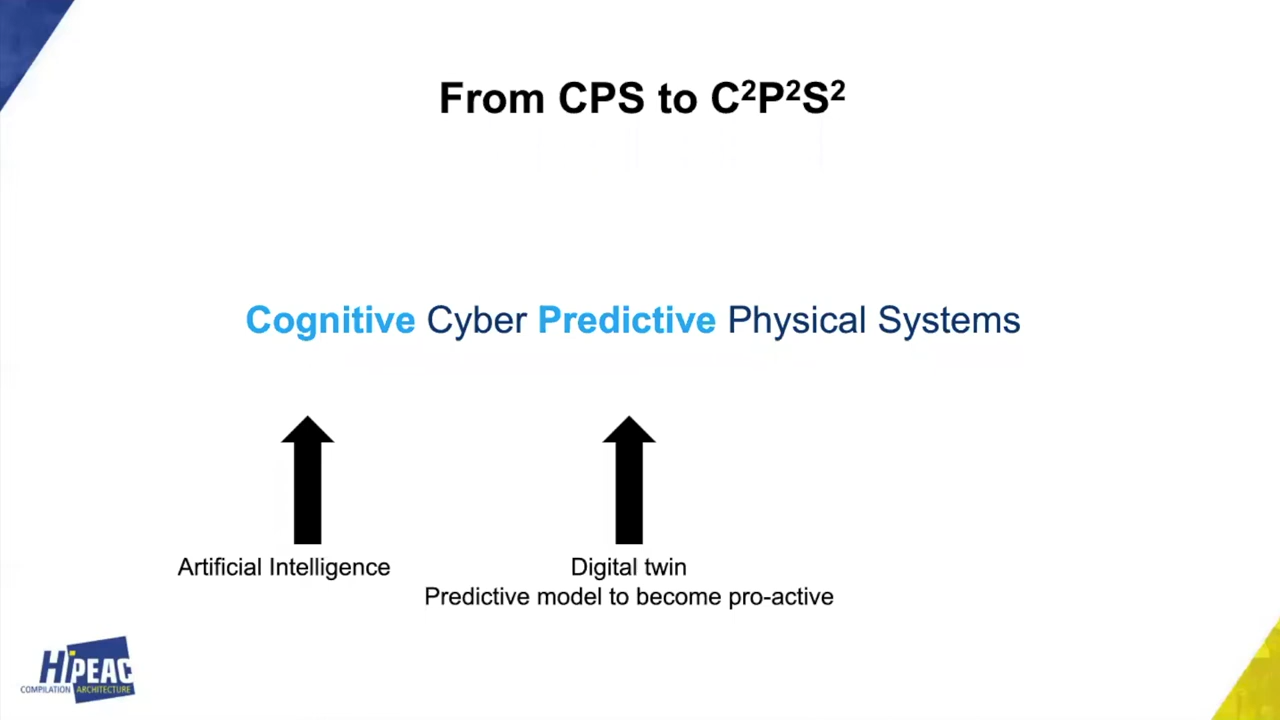 From CPS to C²P²S²
Cognitive Cyber Predictive Physical Systems
Artificial Intelligence
Digital twin
Predictive model to become pro-active
HiPEAC
COMPILATION ARCHITECTURE